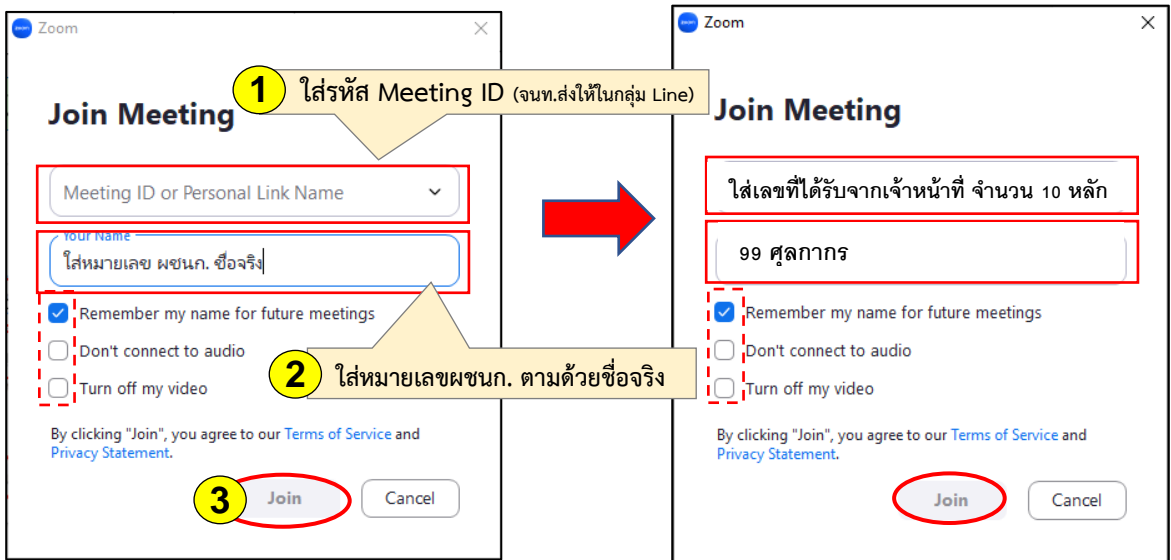 Zoom
1 ใส่รหัส Meeting ID (จนท.ส่งให้ในกลุ่ม Line)
Join Meeting
Meeting ID or Personal Link Name
Your Name
ใส่หมายเลข ผชนก. ชื่อจริง
Remember my name for future meetings
Don't connect to audio
2 ใส่หมายเลขผชนก. ตามด้วยชื่อจริง
Turn off my video
By clicking "Join", you agree to our Terms of Service and
Privacy Statement.
3 Join Cancel
Zoom
Join Meeting
ใส่เลขที่ได้รับจากเจ้าหน้าที่ จำนวน 10 หลัก
99 ศุลกากร
Remember my name for future meetings
Don't connect to audio
Turn off my video
By clicking "Join", you agree to our Terms of Service and
Privacy Statement.
Join Cancel